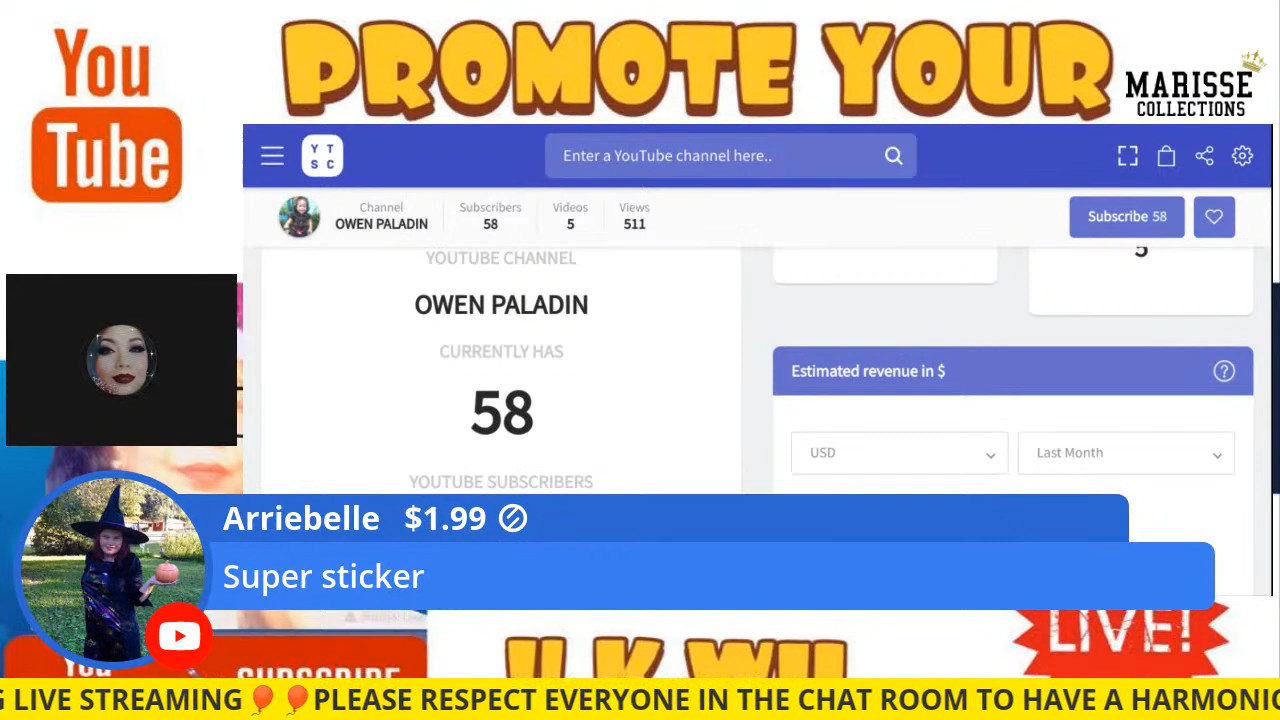 You
Tube
PROMOTE YOUR
MARISSE
COLLECTIONS
Y T
S C
Enter a YouTube channel here..
Channel
OWEN PALADIN
Subscribers
58
Videos
5
Views
511
Subscribe 58
YOUTUBE CHANNEL
OWEN PALADIN
CURRENTLY HAS
58
YOUTUBE SUBSCRIBERS
5
Estimated revenue in $
?
USD
Last Month
Arriebelle $1.99
Super sticker
LIVE!
You
SUBSCRIBE
G LIVE STREAMING🎈🎈PLEASE RESPECT EVERYONE IN THE CHAT ROOM TO HAVE A HARMONIC